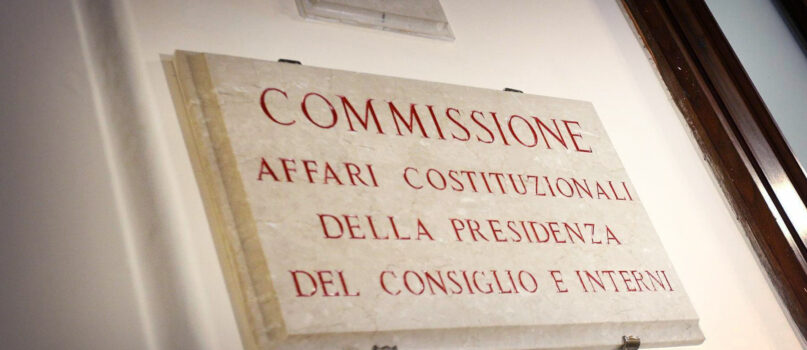 COMMISSIONE
AFFARI COSTITUZIONALI
DELLA PRESIDENZA
DEL CONSIGLIO E INTERNI